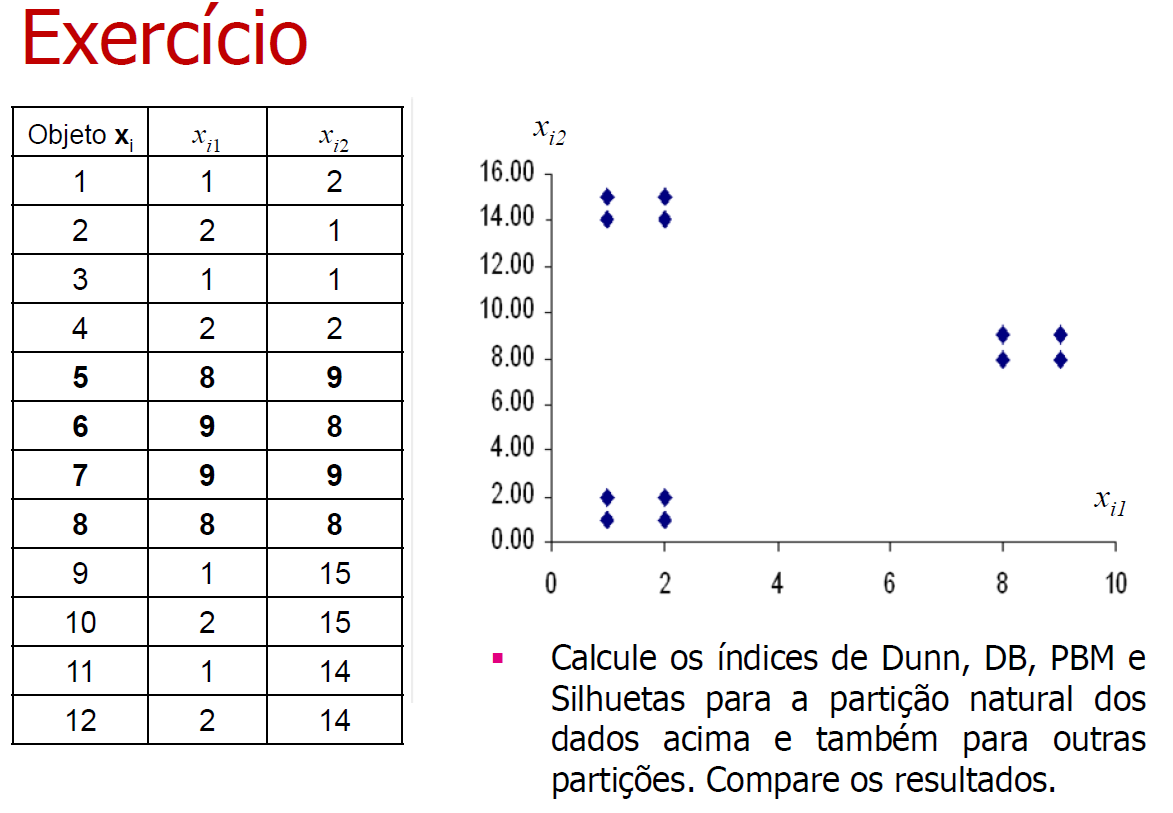 Exercício
Objeto xi xi1 xi2
1 1 2
2 2 1
3 1 1
4 2 2
5 8 9
6 9 8
7 9 9
8 8 8
9 1 15
10 2 15
11 1 14
12 2 14
xi2
16.00
14.00
12.00
10.00
8.00
6.00
4.00
2.00
0.00
xi1
0 2 4 6 8 10
▪ Calcule os índices de Dunn, DB, PBM e
Silhuetas para a partição natural dos
dados acima e também para outras
partições. Compare os resultados.